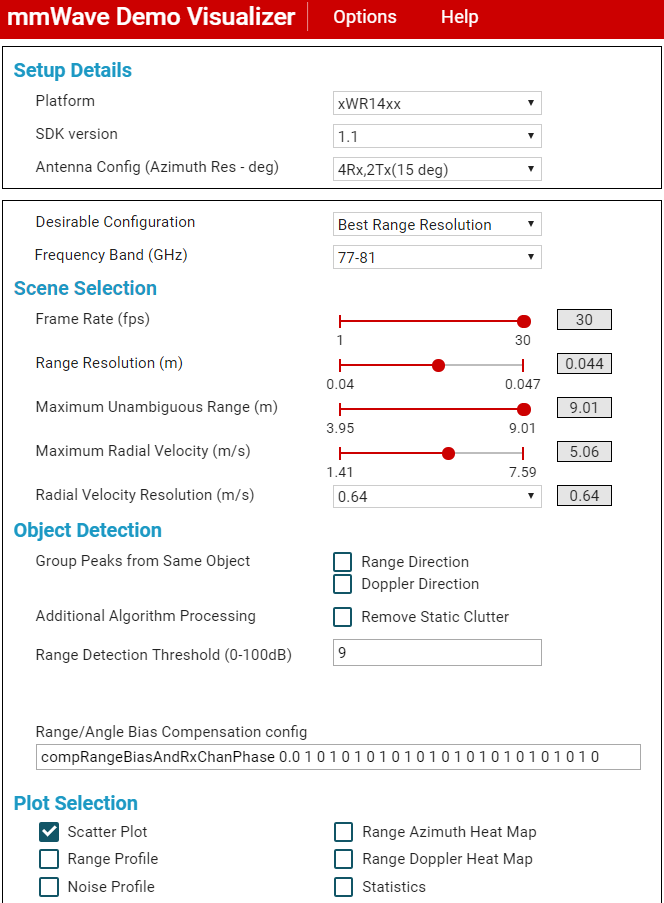 mmWave Demo Visualizer Options Help
Setup Details
Platform xWR14xx
SDK version 1.1
Antenna Config (Azimuth Res - deg) 4Rx,2Tx(15 deg)
Desirable Configuration Best Range Resolution
Frequency Band (GHz) 77-81
Scene Selection
Frame Rate (fps) 30
1 30
Range Resolution (m) 0.044
0.04 0.047
Maximum Unambiguous Range (m) 9.01
3.95 9.01
Maximum Radial Velocity (m/s) 5.06
1.41 7.59
Radial Velocity Resolution (m/s) 0.64 0.64
Object Detection
Group Peaks from Same Object Range Direction
Doppler Direction
Additional Algorithm Processing Remove Static Clutter
Range Detection Threshold (0-100dB) 9
Range/Angle Bias Compensation config
compRangeBiasAndRxChanPhase 0.0 1 0 1 0 1 0 1 0 1 0 1 0 1 0 1 0 1 0 1 0 1 0 1 0
Plot Selection
Scatter Plot Range Azimuth Heat Map
Range Profile Range Doppler Heat Map
Noise Profile Statistics